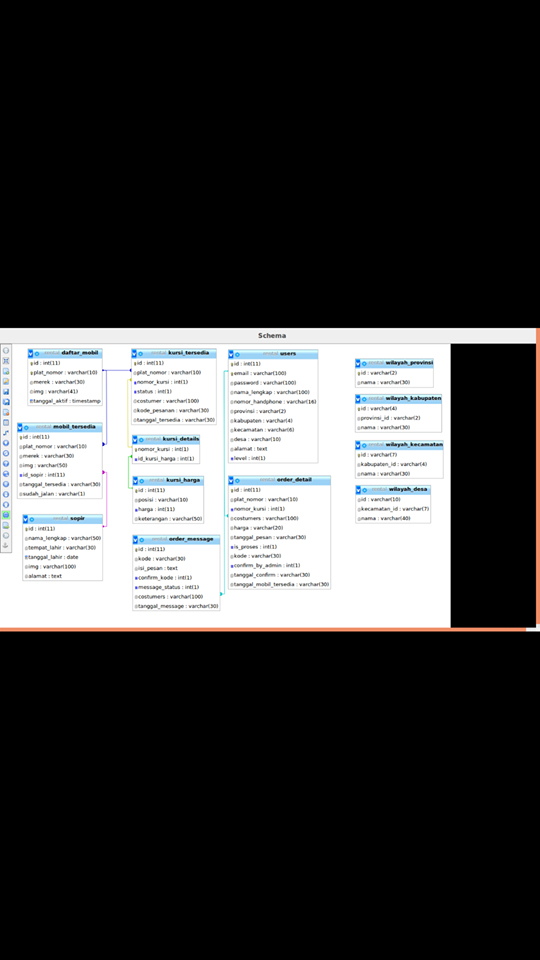 Schema
daftar_mobil
id : int(11)
plat_nomor : varchar(10)
merek : varchar(30)
img : varchar(41)
tanggal_aktif : timestamp
mobil_tersedia
id : int(11)
plat_nomor : varchar(10)
merek : varchar(30)
img : varchar(50)
id_sopir : int(11)
tanggal_tersedia : varchar(30)
sudah_jalan : varchar(1)
sopir
id : int(11)
nama_lengkap : varchar(50)
tempat_lahir : varchar(30)
tanggal_lahir : date
img : varchar(100)
alamat : text
kursi_tersedia
id : int(11)
plat_nomor : varchar(10)
nomor_kursi : int(1)
status : int(1)
costumer : varchar(100)
kode_pesanan : varchar(30)
tanggal_tersedia : varchar(30)
kursi_details
nomor_kursi : int(1)
id_kursi_harga : int(1)
kursi_harga
id : int(11)
posisi : varchar(10)
harga : int(11)
keterangan : varchar(50)
order_message
id : int(11)
kode : varchar(30)
isi_pesan : text
confirm_kode : int(1)
message_status : int(1)
costumers : varchar(100)
tanggal_message : varchar(30)
users
id : int(11)
email : varchar(100)
password : varchar(100)
nama_lengkap : varchar(100)
nomor_handphone : varchar(16)
provinsi : varchar(2)
kabupaten : varchar(4)
kecamatan : varchar(6)
desa : varchar(10)
alamat : text
level : int(1)
order_detail
id : int(11)
plat_nomor : varchar(10)
nomor_kursi : int(1)
costumers : varchar(100)
harga : varchar(20)
tanggal_pesan : varchar(30)
is_proses : int(1)
kode : varchar(30)
confirm_by_admin : int(1)
tanggal_confirm : varchar(30)
tanggal_mobil_tersedia : varchar(30)
wilayah_provinsi
id : varchar(2)
nama : varchar(30)
wilayah_kabupaten
id : varchar(4)
provinsi_id : varchar(2)
nama : varchar(30)
wilayah_kecamatan
id : varchar(7)
kabupaten_id : varchar(4)
nama : varchar(30)
wilayah_desa
id : varchar(10)
kecamatan_id : varchar(7)
nama : varchar(40)